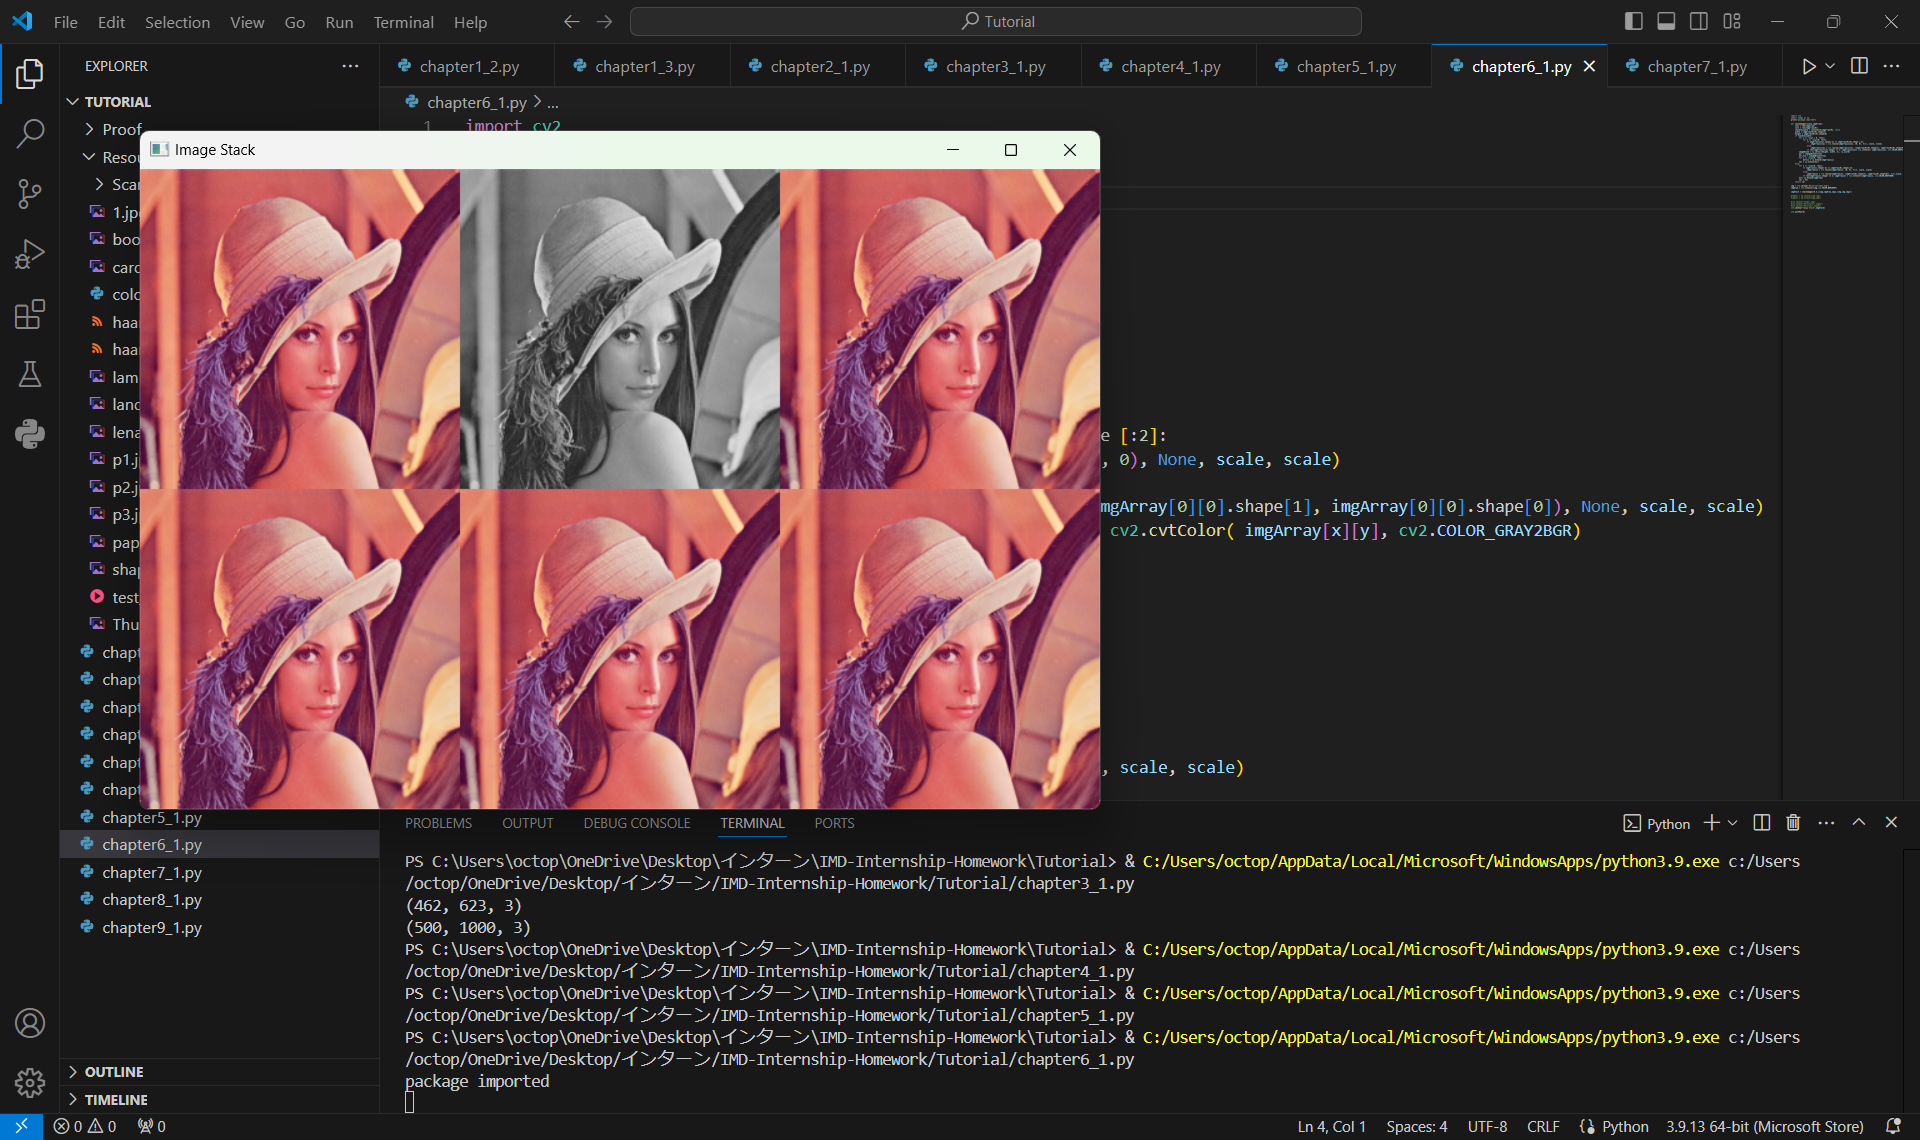 File Edit Selection View Go Run Terminal Help
Tutorial
EXPLORER
chapter1_2.py chapter1_3.py chapter2_1.py chapter3_1.py chapter4_1.py chapter5_1.py chapter6_1.py chapter7_1.py
TUTORIAL
chapter6_1.py > ...
Proof
1 import cv2
Image Stack
Resou
Scan
1.jp
boo
card
colo
haar
haar
lam
land
lena
p1.j
p2.j
p3.j
pap
shap
test
Thu
chapt
chapt
chapt
chapt
chapt
chapt
chapter5_1.py
chapter6_1.py
chapter7_1.py
chapter8_1.py
chapter9_1.py
e [:2]:
, 0), None, scale, scale)
mgArray[0][0].shape[1], imgArray[0][0].shape[0]), None, scale, scale)
cv2.cvtColor( imgArray[x][y], cv2.COLOR_GRAY2BGR)
, scale, scale)
PROBLEMS OUTPUT DEBUG CONSOLE TERMINAL PORTS
Python
PS C:\Users\octop\OneDrive\Desktop\インターン\IMD-Internship-Homework\Tutorial> & C:/Users/octop/AppData/Local/Microsoft/WindowsApps/python3.9.exe c:/Users
/octop/OneDrive/Desktop/インターン/IMD-Internship-Homework/Tutorial/chapter3_1.py
(462, 623, 3)
(500, 1000, 3)
PS C:\Users\octop\OneDrive\Desktop\インターン\IMD-Internship-Homework\Tutorial> & C:/Users/octop/AppData/Local/Microsoft/WindowsApps/python3.9.exe c:/Users
/octop/OneDrive/Desktop/インターン/IMD-Internship-Homework/Tutorial/chapter4_1.py
PS C:\Users\octop\OneDrive\Desktop\インターン\IMD-Internship-Homework\Tutorial> & C:/Users/octop/AppData/Local/Microsoft/WindowsApps/python3.9.exe c:/Users
/octop/OneDrive/Desktop/インターン/IMD-Internship-Homework/Tutorial/chapter5_1.py
PS C:\Users\octop\OneDrive\Desktop\インターン\IMD-Internship-Homework\Tutorial> & C:/Users/octop/AppData/Local/Microsoft/WindowsApps/python3.9.exe c:/Users
/octop/OneDrive/Desktop/インターン/IMD-Internship-Homework/Tutorial/chapter6_1.py
package imported
OUTLINE
TIMELINE
0 0 0
Ln 4, Col 1 Spaces: 4 UTF-8 CRLF Python 3.9.13 64-bit (Microsoft Store)